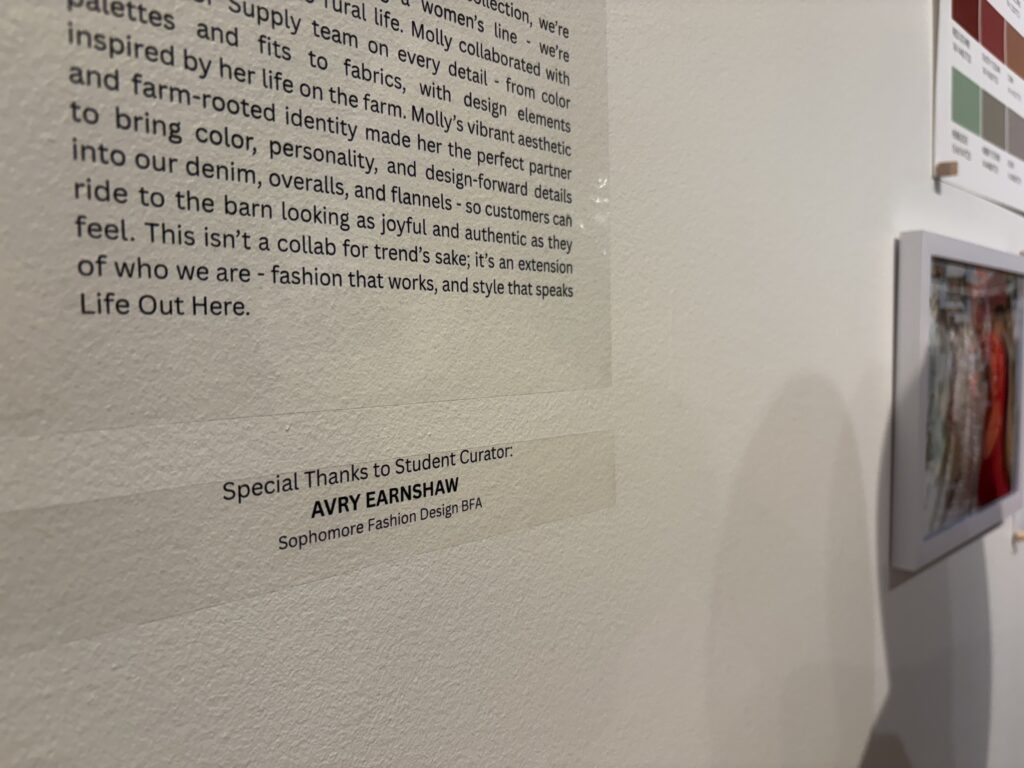 collection, we're
a women's line - we're
rural life. Molly collaborated with
Supply team on every detail - from color
palettes and fits to fabrics, with design elements
inspired by her life on the farm. Molly's vibrant aesthetic
and farm-rooted identity made her the perfect partner
to bring color, personality, and design-forward details
into our denim, overalls, and flannels - so customers can
ride to the barn looking as joyful and authentic as they
feel. This isn't a collab for trend's sake; it's an extension
of who we are - fashion that works, and style that speaks
Life Out Here.
Special Thanks to Student Curator:
AVRY EARNSHAW
Sophomore Fashion Design BFA